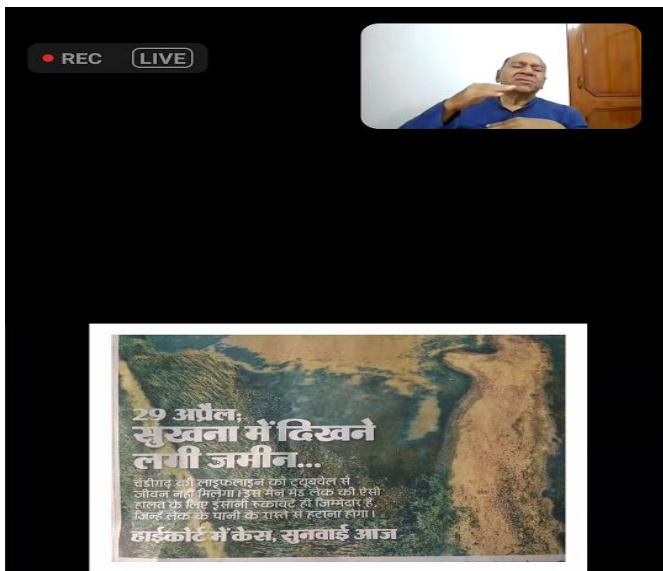 REC LIVE
29 अप्रैल;
सुखना में दिखने
लगी जमीन...
चंडीगढ़ की लाइफलाइन को ट्यूबवेल से
जीवन नहीं मिलेगा। इस मैन मेड लेक की ऐसी
हालत के लिए इंसानी रुकावटें ही जिम्मेदार हैं,
जिन्हें लेक के पानी के रास्ते से हटाना होगा।
हाईकोर्ट में केस, सुनवाई आज